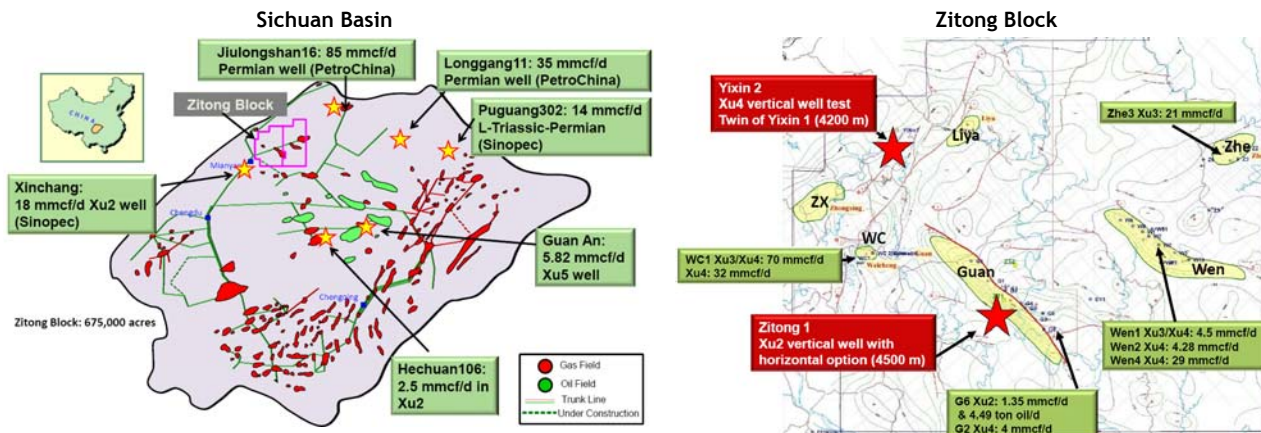 Sichuan Basin
Jiulongshan16: 85 mmcf/d
Permian well (PetroChina)
Longgang11: 35 mmcf/d
Permian well (PetroChina)
Zitong Block
Puguang302: 14 mmcf/d
L-Triassic-Permian
(Sinopec)
CHINA
Xinchang:
18 mmcf/d Xu2 well
(Sinopec)
Chengdu
Guan An:
5.82 mmcf/d
Xu5 well
Chongqing
Zitong Block: 675,000 acres
Hechuan106:
2.5 mmcf/d in
Xu2
Gas Field
Oil Field
Trunk Line
Under Construction
Zitong Block
Yixin 2
Xu4 vertical well test
Twin of Yixin 1 (4200 m)
Liya
Zhe3 Xu3: 21 mmcf/d
Zhe
ZX
WC
WC1 Xu3/Xu4: 70 mmcf/d
Xu4: 32 mmcf/d
Guan
Wen
Zitong 1
Xu2 vertical well with
horizontal option (4500 m)
Wen1 Xu3/Xu4: 4.5 mmcf/d
Wen2 Xu4: 4.28 mmcf/d
Wen4 Xu4: 29 mmcf/d
G6 Xu2: 1.35 mmcf/d
& 4.49 ton oil/d
G2 Xu4: 4 mmcf/d